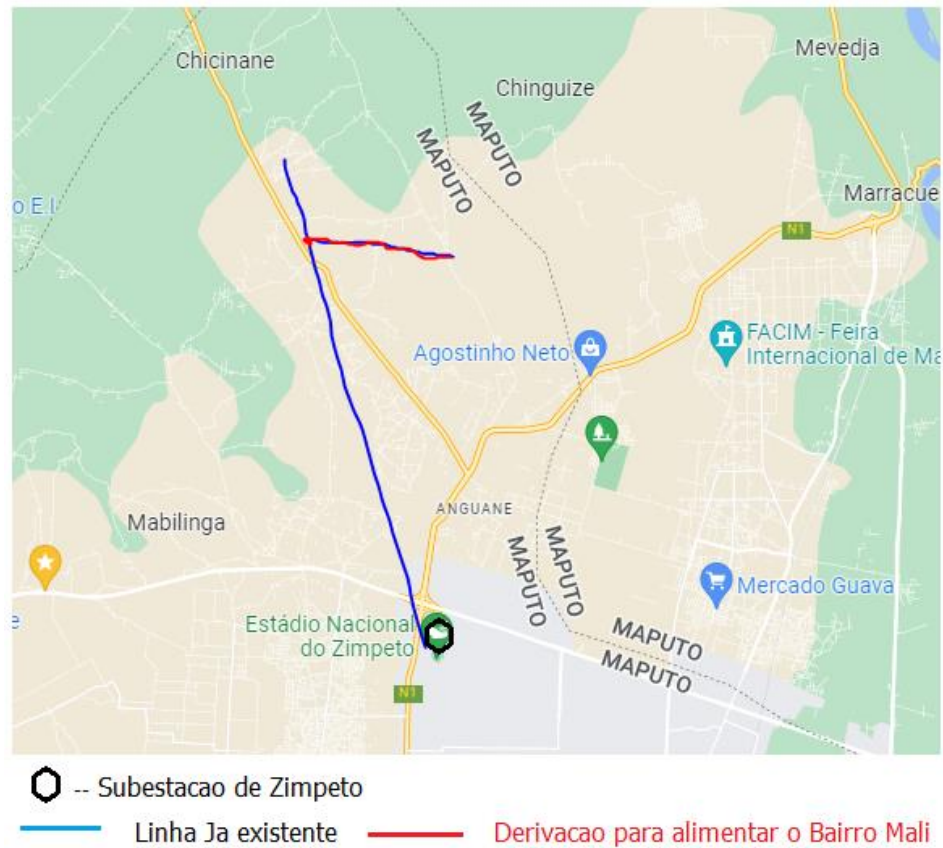 Chicinane
Mevedja
Chinguize
MAPUTO
MAPUTO
Marracue
o E.I
N1
FACIM - Feira
Internacional de Ma
Agostinho Neto
ANGUANE
Mabilinga
MAPUTO
MAPUTO
Mercado Guava
e
Estádio Nacional
do Zimpeto
MAPUTO
MAPUTO
N1
-- Subestacao de Zimpeto
Linha Ja existente
Derivacao para alimentar o Bairro Mali